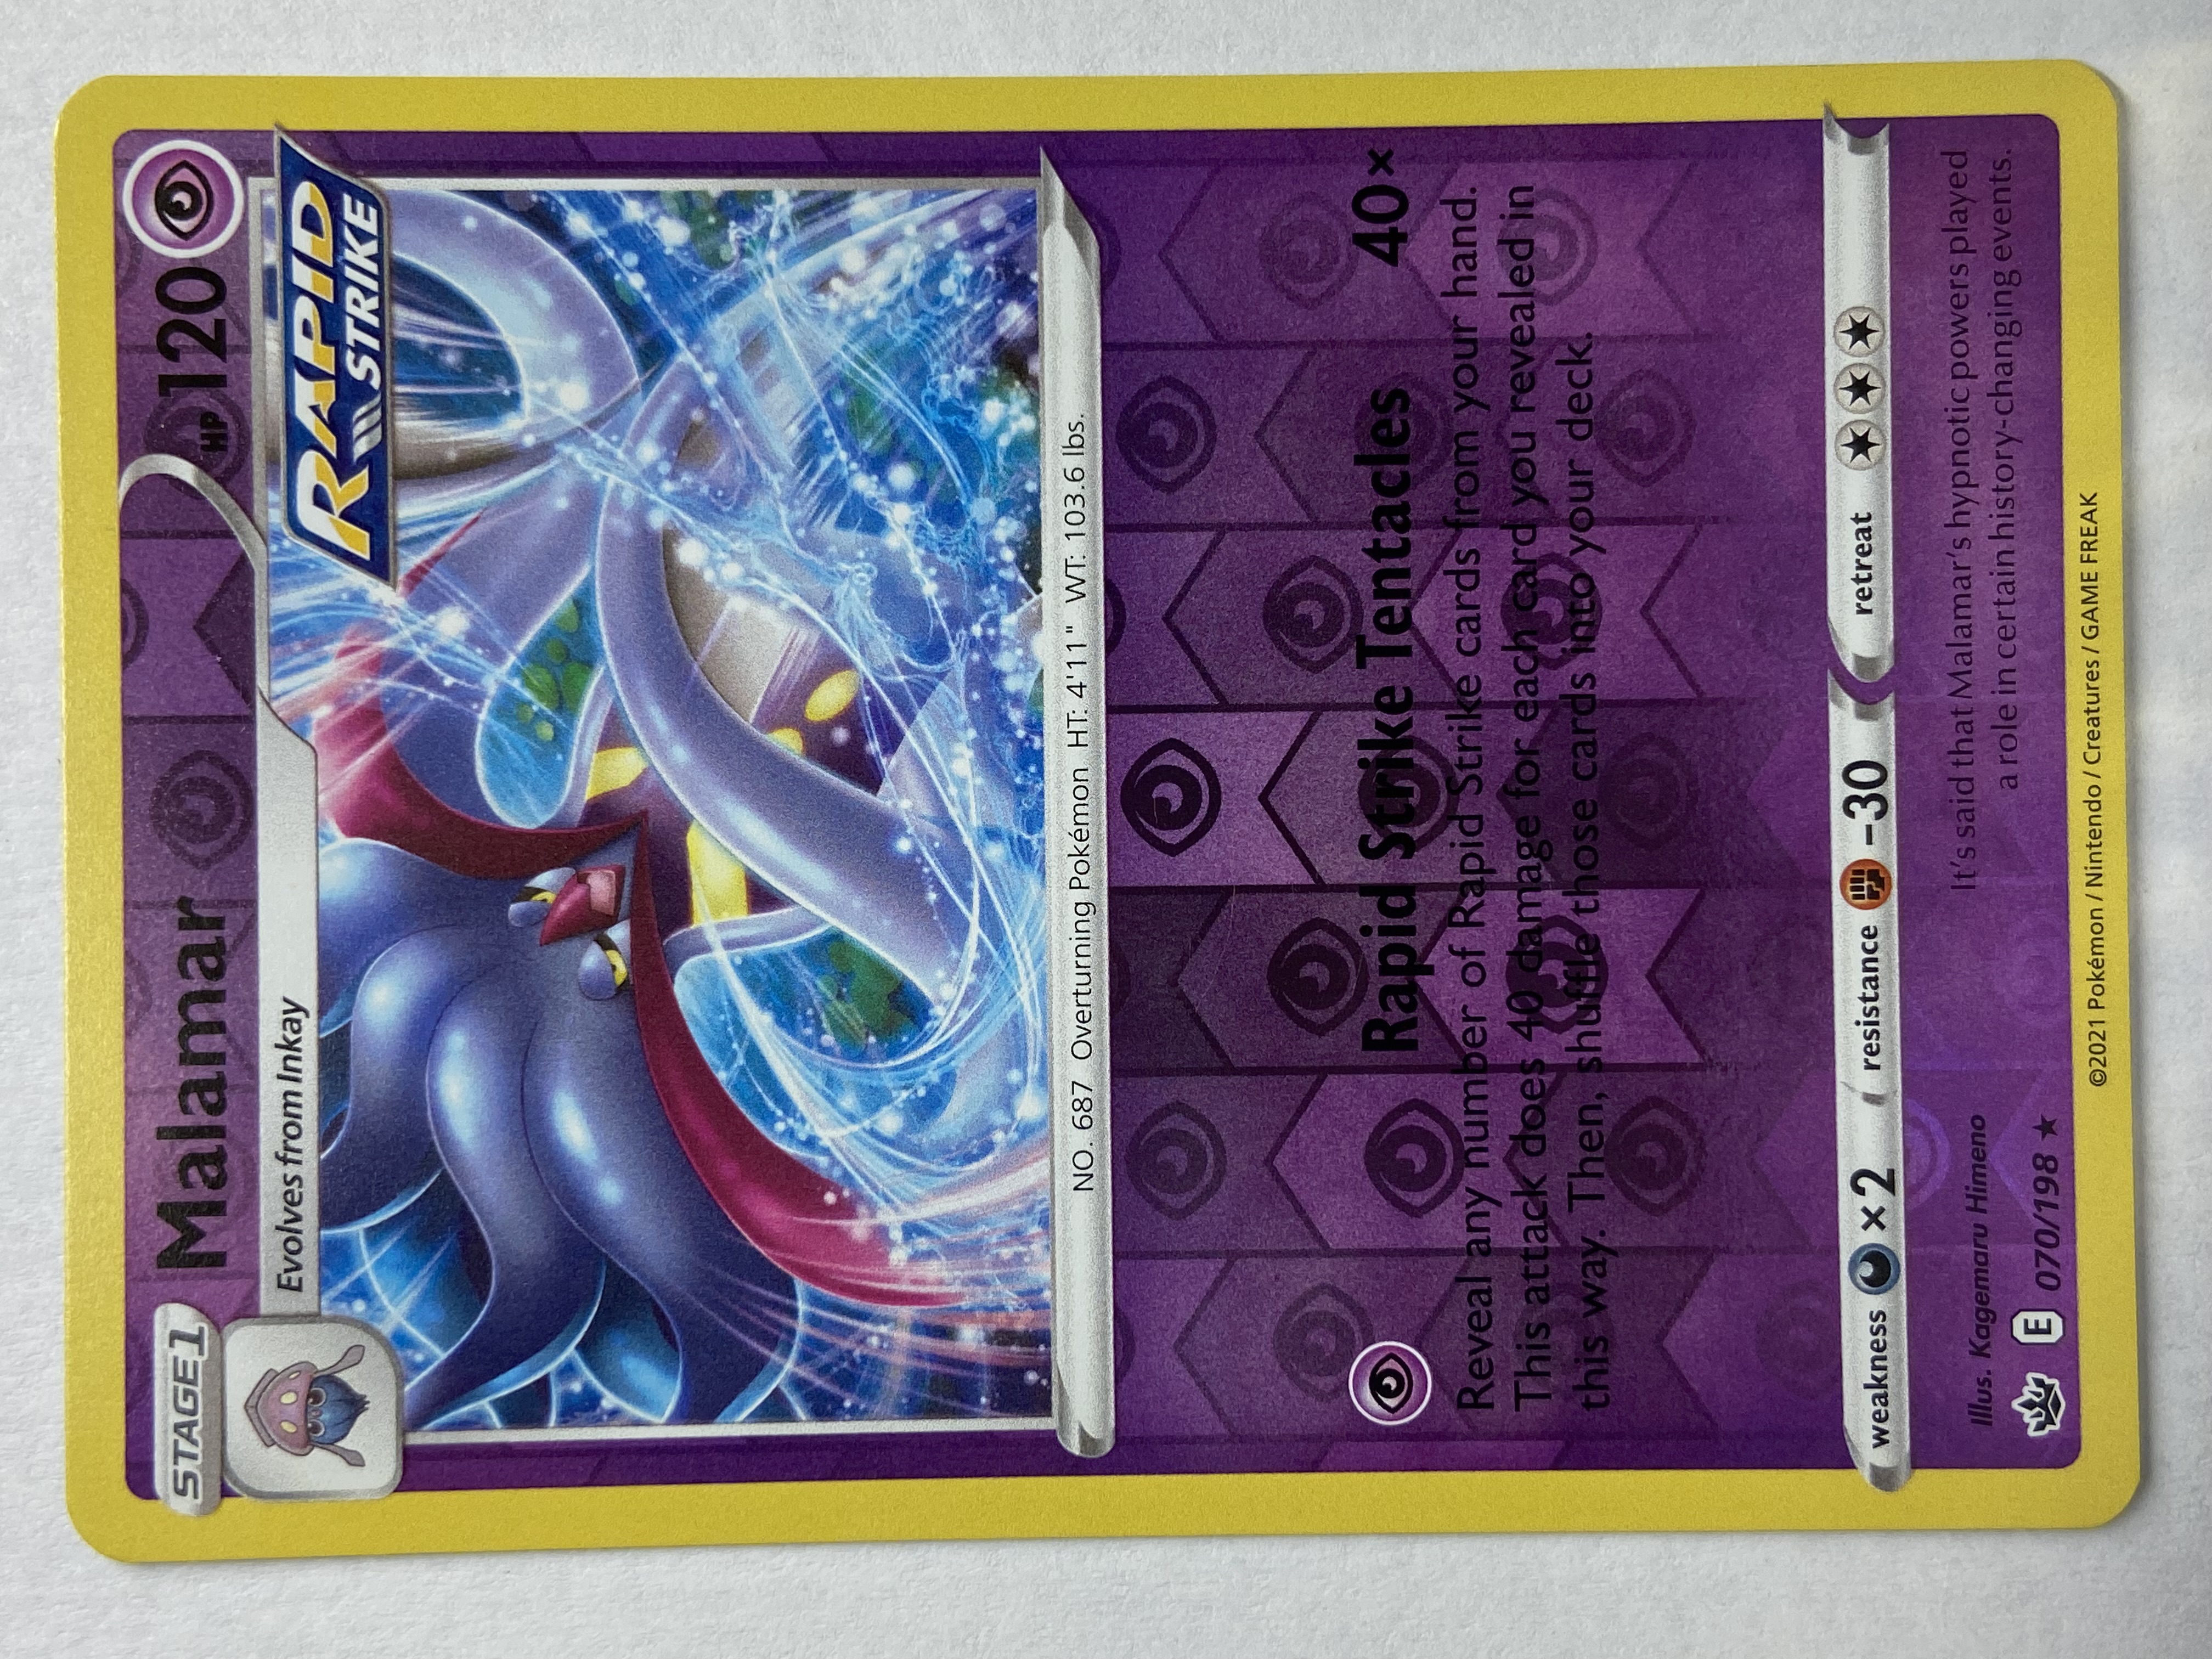 STAGE 1 Malamar HP 120
Evolves from Inkay
RAPID
STRIKE
NO. 687 Overturning Pokémon HT: 4'11" WT: 103.6 lbs.
Rapid Strike Tentacles 40×
Reveal any number of Rapid Strike cards from your hand.
This attack does 40 damage for each card you revealed in
this way. Then, shuffle those cards into your deck.
weakness ×2 resistance -30 retreat
Illus. Kagemaru Himeno
It's said that Malamar's hypnotic powers played
a role in certain history-changing events.
E 070/198 ★
©2021 Pokémon / Nintendo / Creatures / GAME FREAK